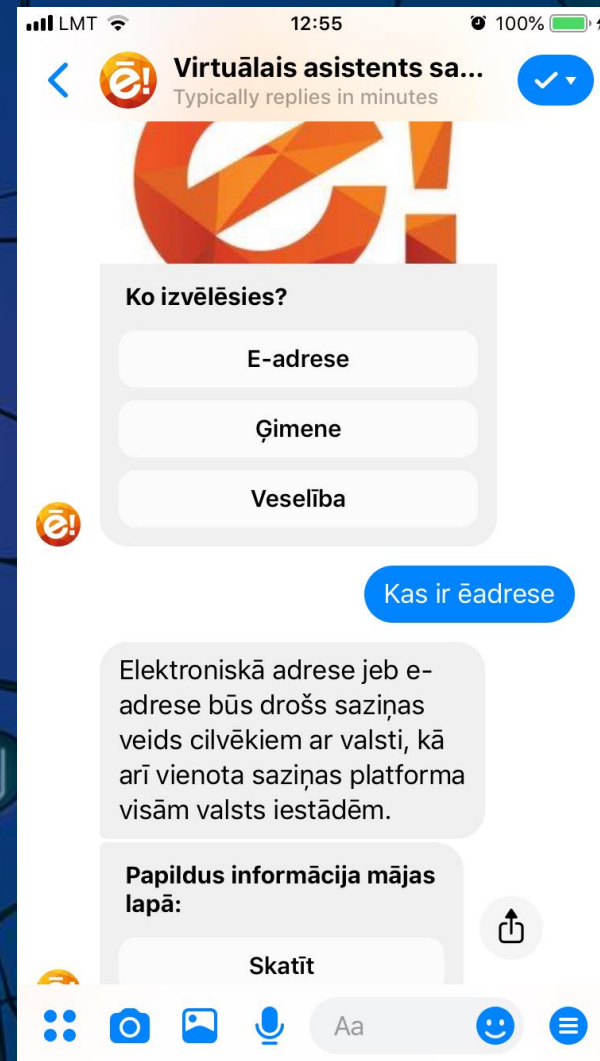 LMT 12:55 100%
ē! Virtuālais asistents sa...
Typically replies in minutes
ē!
Ko izvēlēsies?
E-adrese
Ģimene
Veselība
ē!
Kas ir ēadrese
Elektroniskā adrese jeb e-
adrese būs drošs saziņas
veids cilvēkiem ar valsti, kā
arī vienota saziņas platforma
visām valsts iestādēm.
Papildus informācija mājas
lapā:
Skatīt
Aa